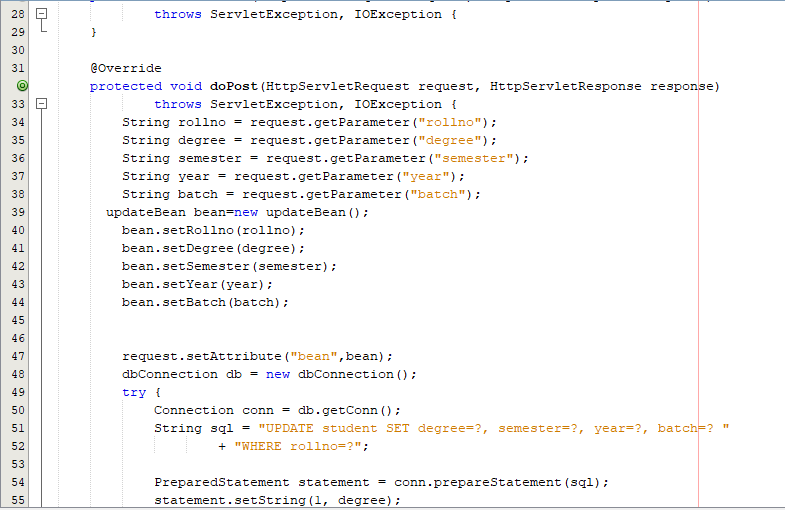 28 throws ServletException, IOException {
29 }
30
31 @Override
protected void doPost(HttpServletRequest request, HttpServletResponse response)
33 throws ServletException, IOException {
34 String rollno = request.getParameter("rollno");
35 String degree = request.getParameter("degree");
36 String semester = request.getParameter("semester");
37 String year = request.getParameter("year");
38 String batch = request.getParameter("batch");
39 updateBean bean=new updateBean();
40 bean.setRollno(rollno);
41 bean.setDegree(degree);
42 bean.setSemester(semester);
43 bean.setYear(year);
44 bean.setBatch(batch);
45
46
47 request.setAttribute("bean",bean);
48 dbConnection db = new dbConnection();
49 try {
50 Connection conn = db.getConn();
51 String sql = "UPDATE student SET degree=?, semester=?, year=?, batch=? "
52 + "WHERE rollno=?";
53
54 PreparedStatement statement = conn.prepareStatement(sql);
55 statement.setString(1, degree);